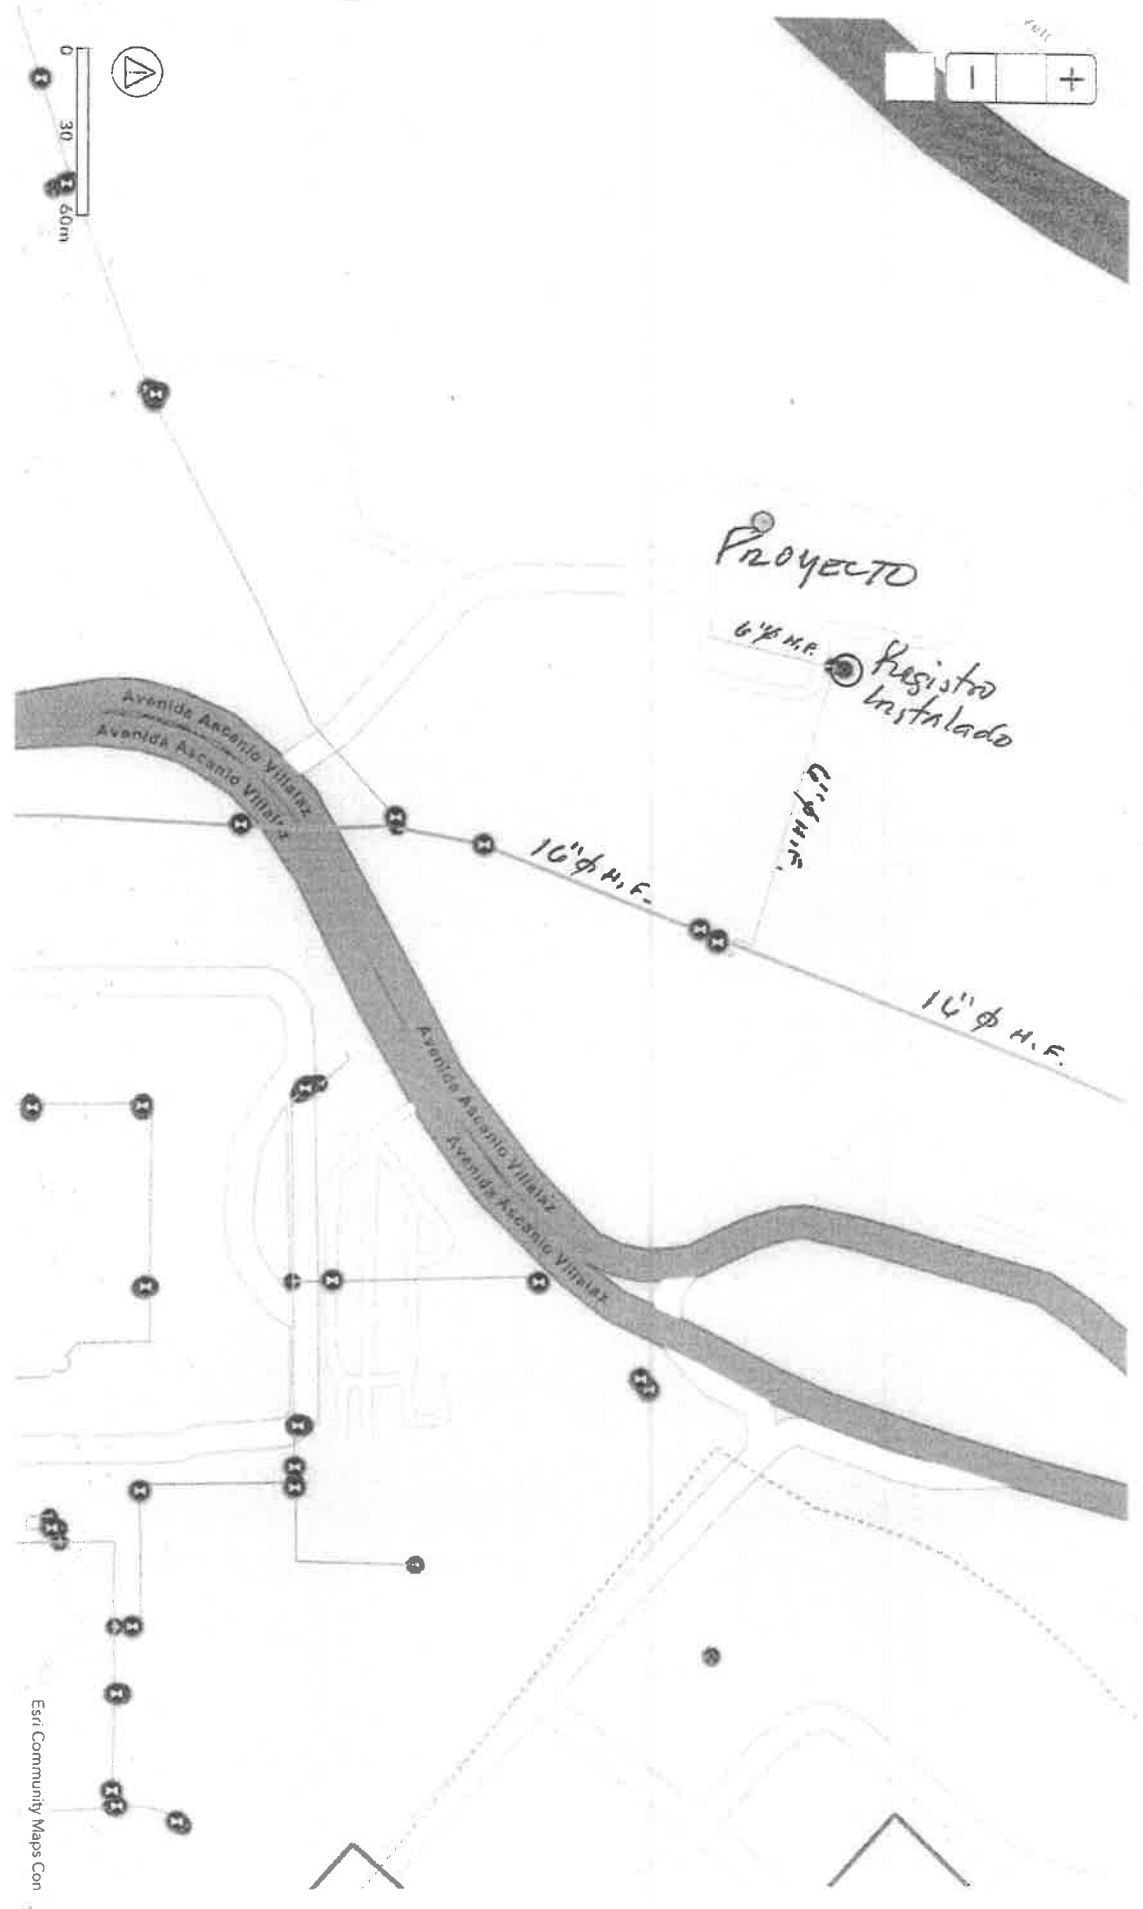 0 30 60m
− +
PROYECTO
6"Ø H.F.
Registro
Instalado
6"Ø H.F.
Avenida Ascanio Villalaz
Avenida Ascanio Villalaz
16"Ø H.F.
16"Ø H.F.
Avenida Ascanio Villalaz
Avenida Ascanio Villalaz
Esri Community Maps Con